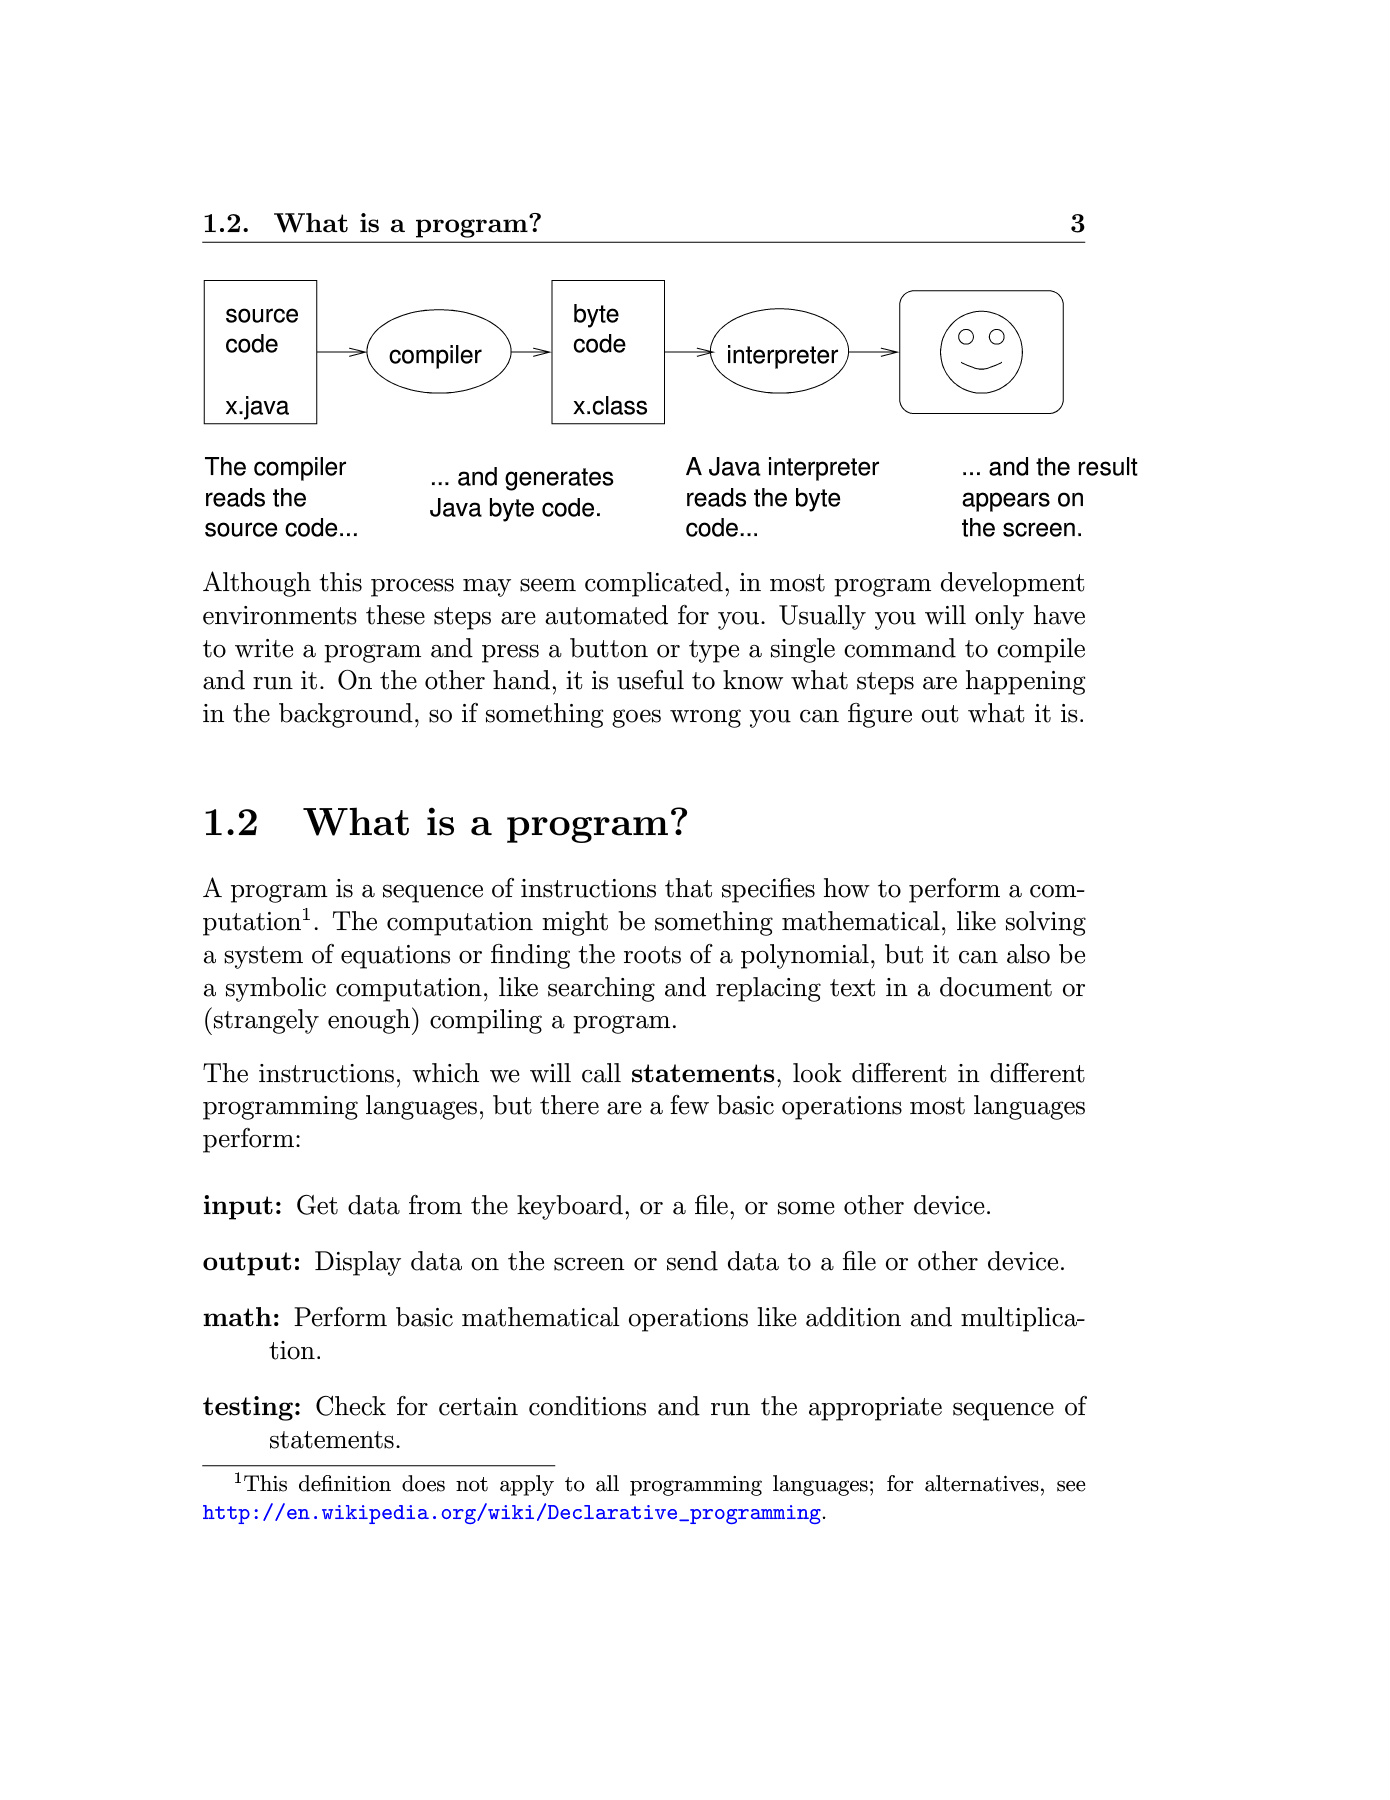 1.2. What is a program? 3
source
code
x.java
compiler
byte
code
x.class
interpreter
The compiler
reads the
source code...
... and generates
Java byte code.
A Java interpreter
reads the byte
code...
... and the result
appears on
the screen.
Although this process may seem complicated, in most program development
environments these steps are automated for you. Usually you will only have
to write a program and press a button or type a single command to compile
and run it. On the other hand, it is useful to know what steps are happening
in the background, so if something goes wrong you can figure out what it is.
1.2 What is a program?
A program is a sequence of instructions that specifies how to perform a com-
putation¹. The computation might be something mathematical, like solving
a system of equations or finding the roots of a polynomial, but it can also be
a symbolic computation, like searching and replacing text in a document or
(strangely enough) compiling a program.
The instructions, which we will call statements, look different in different
programming languages, but there are a few basic operations most languages
perform:
input: Get data from the keyboard, or a file, or some other device.
output: Display data on the screen or send data to a file or other device.
math: Perform basic mathematical operations like addition and multiplica-
tion.
testing: Check for certain conditions and run the appropriate sequence of
statements.
¹This definition does not apply to all programming languages; for alternatives, see
http://en.wikipedia.org/wiki/Declarative_programming.